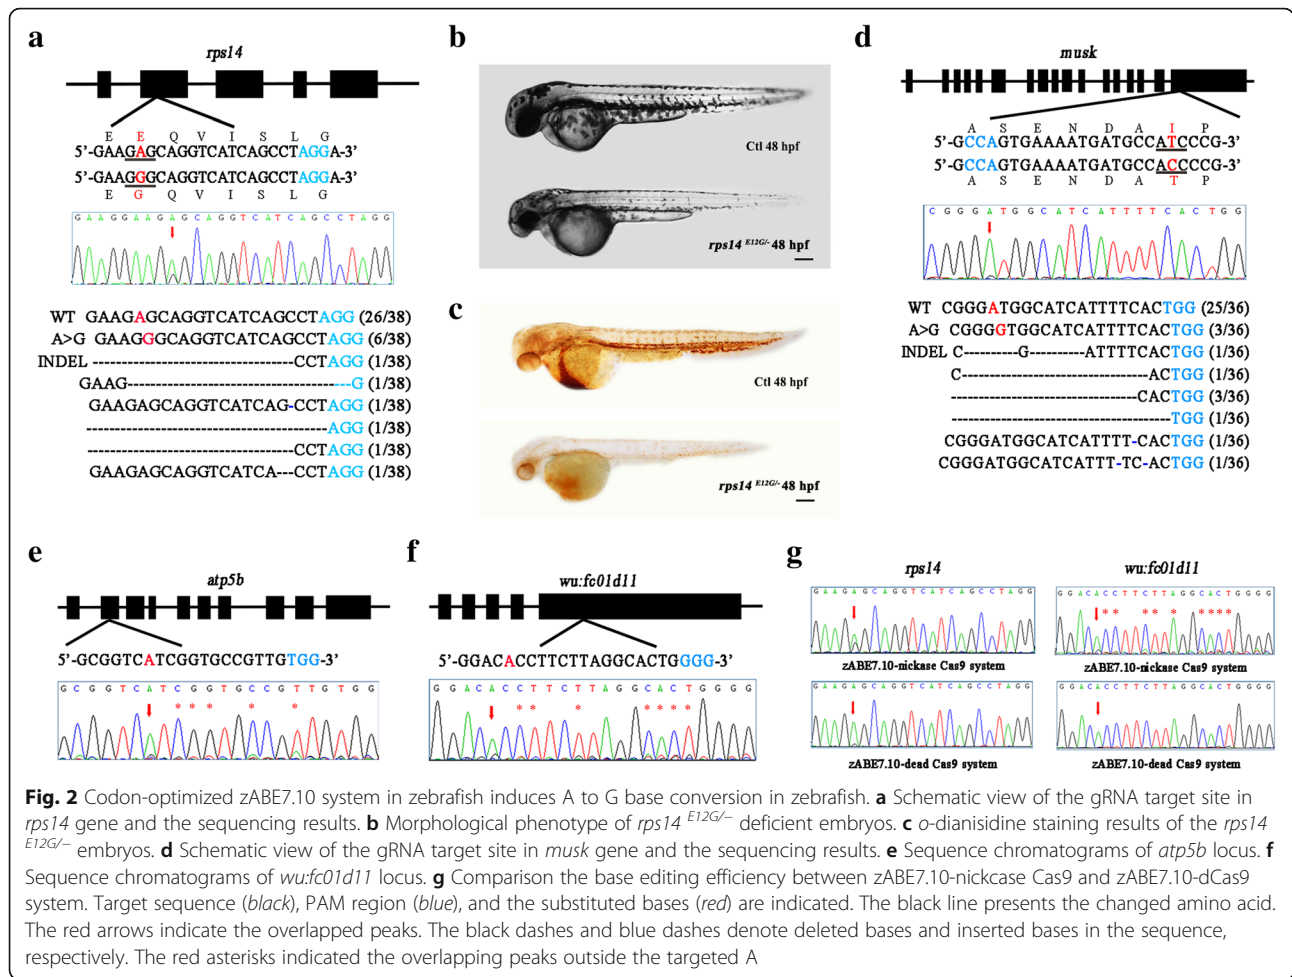 a
rps14
E E Q V I S L G
5’-GAAGAGCAGGTCATCAGCCTAGGA-3’
5’-GAAGGGCAGGTCATCAGCCTAGGA-3’
E G Q V I S L G
GAAGGAAGAGCAGGTCATCAGCCTAGG
WT GAAGAGCAGGTCATCAGCCTAGG (26/38)
A>G GAAGGGCAGGTCATCAGCCTAGG (6/38)
INDEL ----------------------------CCTAGG (1/38)
GAAG------------------------------G (1/38)
GAAGAGCAGGTCATCAG-CCTAGG (1/38)
---------------------------------AGG (1/38)
----------------------------CCTAGG (1/38)
GAAGAGCAGGTCATCA---CCTAGG (1/38)
b
Ctl 48 hpf
rps14 E12G/- 48 hpf
c
Ctl 48 hpf
rps14 E12G/- 48 hpf
d
musk
A S E N D A I P
5’-GCCAGTGAAAATGATGCCATCCCG-3’
5’-GCCAGTGAAAATGATGCCACCCCG-3’
A S E N D A T P
CGGGATGGCATCATTTTCACTGG
WT CGGGATGGCATCATTTTCACTGG (25/36)
A>G CGGGGTGGCATCATTTTCACTGG (3/36)
INDEL C----------G----------ATTTTCACTGG (1/36)
C--------------------------------ACTGG (1/36)
-------------------------------CACTGG (3/36)
------------------------------------TGG (1/36)
CGGGATGGCATCATTTT-CACTGG (1/36)
CGGGATGGCATCATTT-TC-ACTGG (1/36)
e
atp5b
5’-GCGGTCATCGGTGCCGTTGTGG-3’
GCGGTCATCGGTGCCGTTGTGG
* * * * *
f
wu:fc01d11
5’-GGACACCTTCTTAGGCACTGGGG-3’
GGACACCTTCTTAGGCACTGGGG
* * * * * * *
g
rps14
wu:fc01d11
GAAGAGCAGGTCATCAGCCTAGG
GGACACCTTCTTAGGCACTGGGG
* * * * * * * * *
zABE7.10-nickase Cas9 system
zABE7.10-nickase Cas9 system
GAAGAGCAGGTCATCAGCCTAGG
GGACACCTTCTTAGGCACTGGGG
zABE7.10-dead Cas9 system
zABE7.10-dead Cas9 system
Fig. 2 Codon-optimized zABE7.10 system in zebrafish induces A to G base conversion in zebrafish. a Schematic view of the gRNA target site in
rps14 gene and the sequencing results. b Morphological phenotype of rps14 E12G/− deficient embryos. c o-dianisidine staining results of the rps14
E12G/− embryos. d Schematic view of the gRNA target site in musk gene and the sequencing results. e Sequence chromatograms of atp5b locus. f
Sequence chromatograms of wu:fc01d11 locus. g Comparison the base editing efficiency between zABE7.10-nickcase Cas9 and zABE7.10-dCas9
system. Target sequence (black), PAM region (blue), and the substituted bases (red) are indicated. The black line presents the changed amino acid.
The red arrows indicate the overlapped peaks. The black dashes and blue dashes denote deleted bases and inserted bases in the sequence,
respectively. The red asterisks indicated the overlapping peaks outside the targeted A